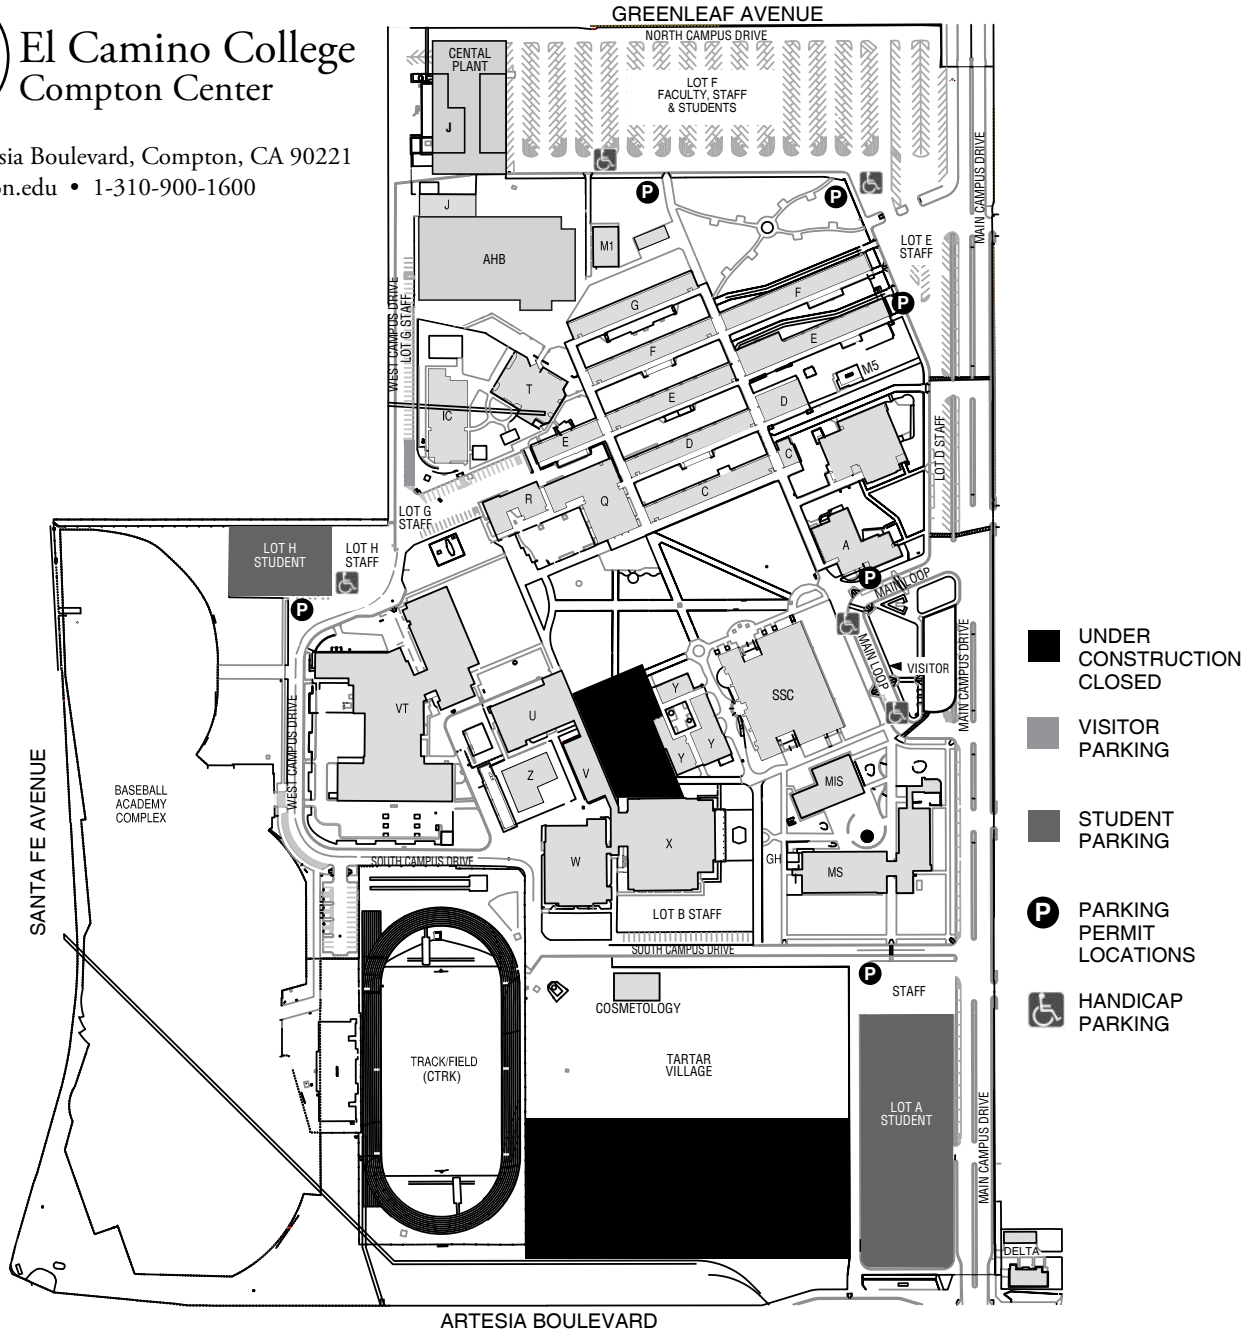 GREENLEAF AVENUE
NORTH CAMPUS DRIVE
El Camino College
Compton Center
sia Boulevard, Compton, CA 90221
n.edu • 1-310-900-1600
CENTAL
PLANT
J
LOT F
FACULTY, STAFF
& STUDENTS
MAIN CAMPUS DRIVE
P
P
J
AHB
M1
LOT E
STAFF
WEST CAMPUS DRIVE
LOT G STAFF
G
F
P
F
E
T
E
M5
IC
D
E
D
C
LOT D STAFF
R
Q
C
LOT G
STAFF
A
LOT H
STUDENT
LOT H
STAFF
P
P
MAIN LOOP
MAIN LOOP
VISITOR
MAIN CAMPUS DRIVE
Y
SSC
VT
U
Y
Y
WEST CAMPUS DRIVE
Z
V
MIS
SANTA FE AVENUE
BASEBALL
ACADEMY
COMPLEX
SOUTH CAMPUS DRIVE
W
X
GH
MS
LOT B STAFF
SOUTH CAMPUS DRIVE
P
STAFF
COSMETOLOGY
TRACK/FIELD
(CTRK)
TARTAR
VILLAGE
LOT A
STUDENT
MAIN CAMPUS DRIVE
DELTA
ARTESIA BOULEVARD
UNDER
CONSTRUCTION
CLOSED
VISITOR
PARKING
STUDENT
PARKING
P
PARKING
PERMIT
LOCATIONS
HANDICAP
PARKING